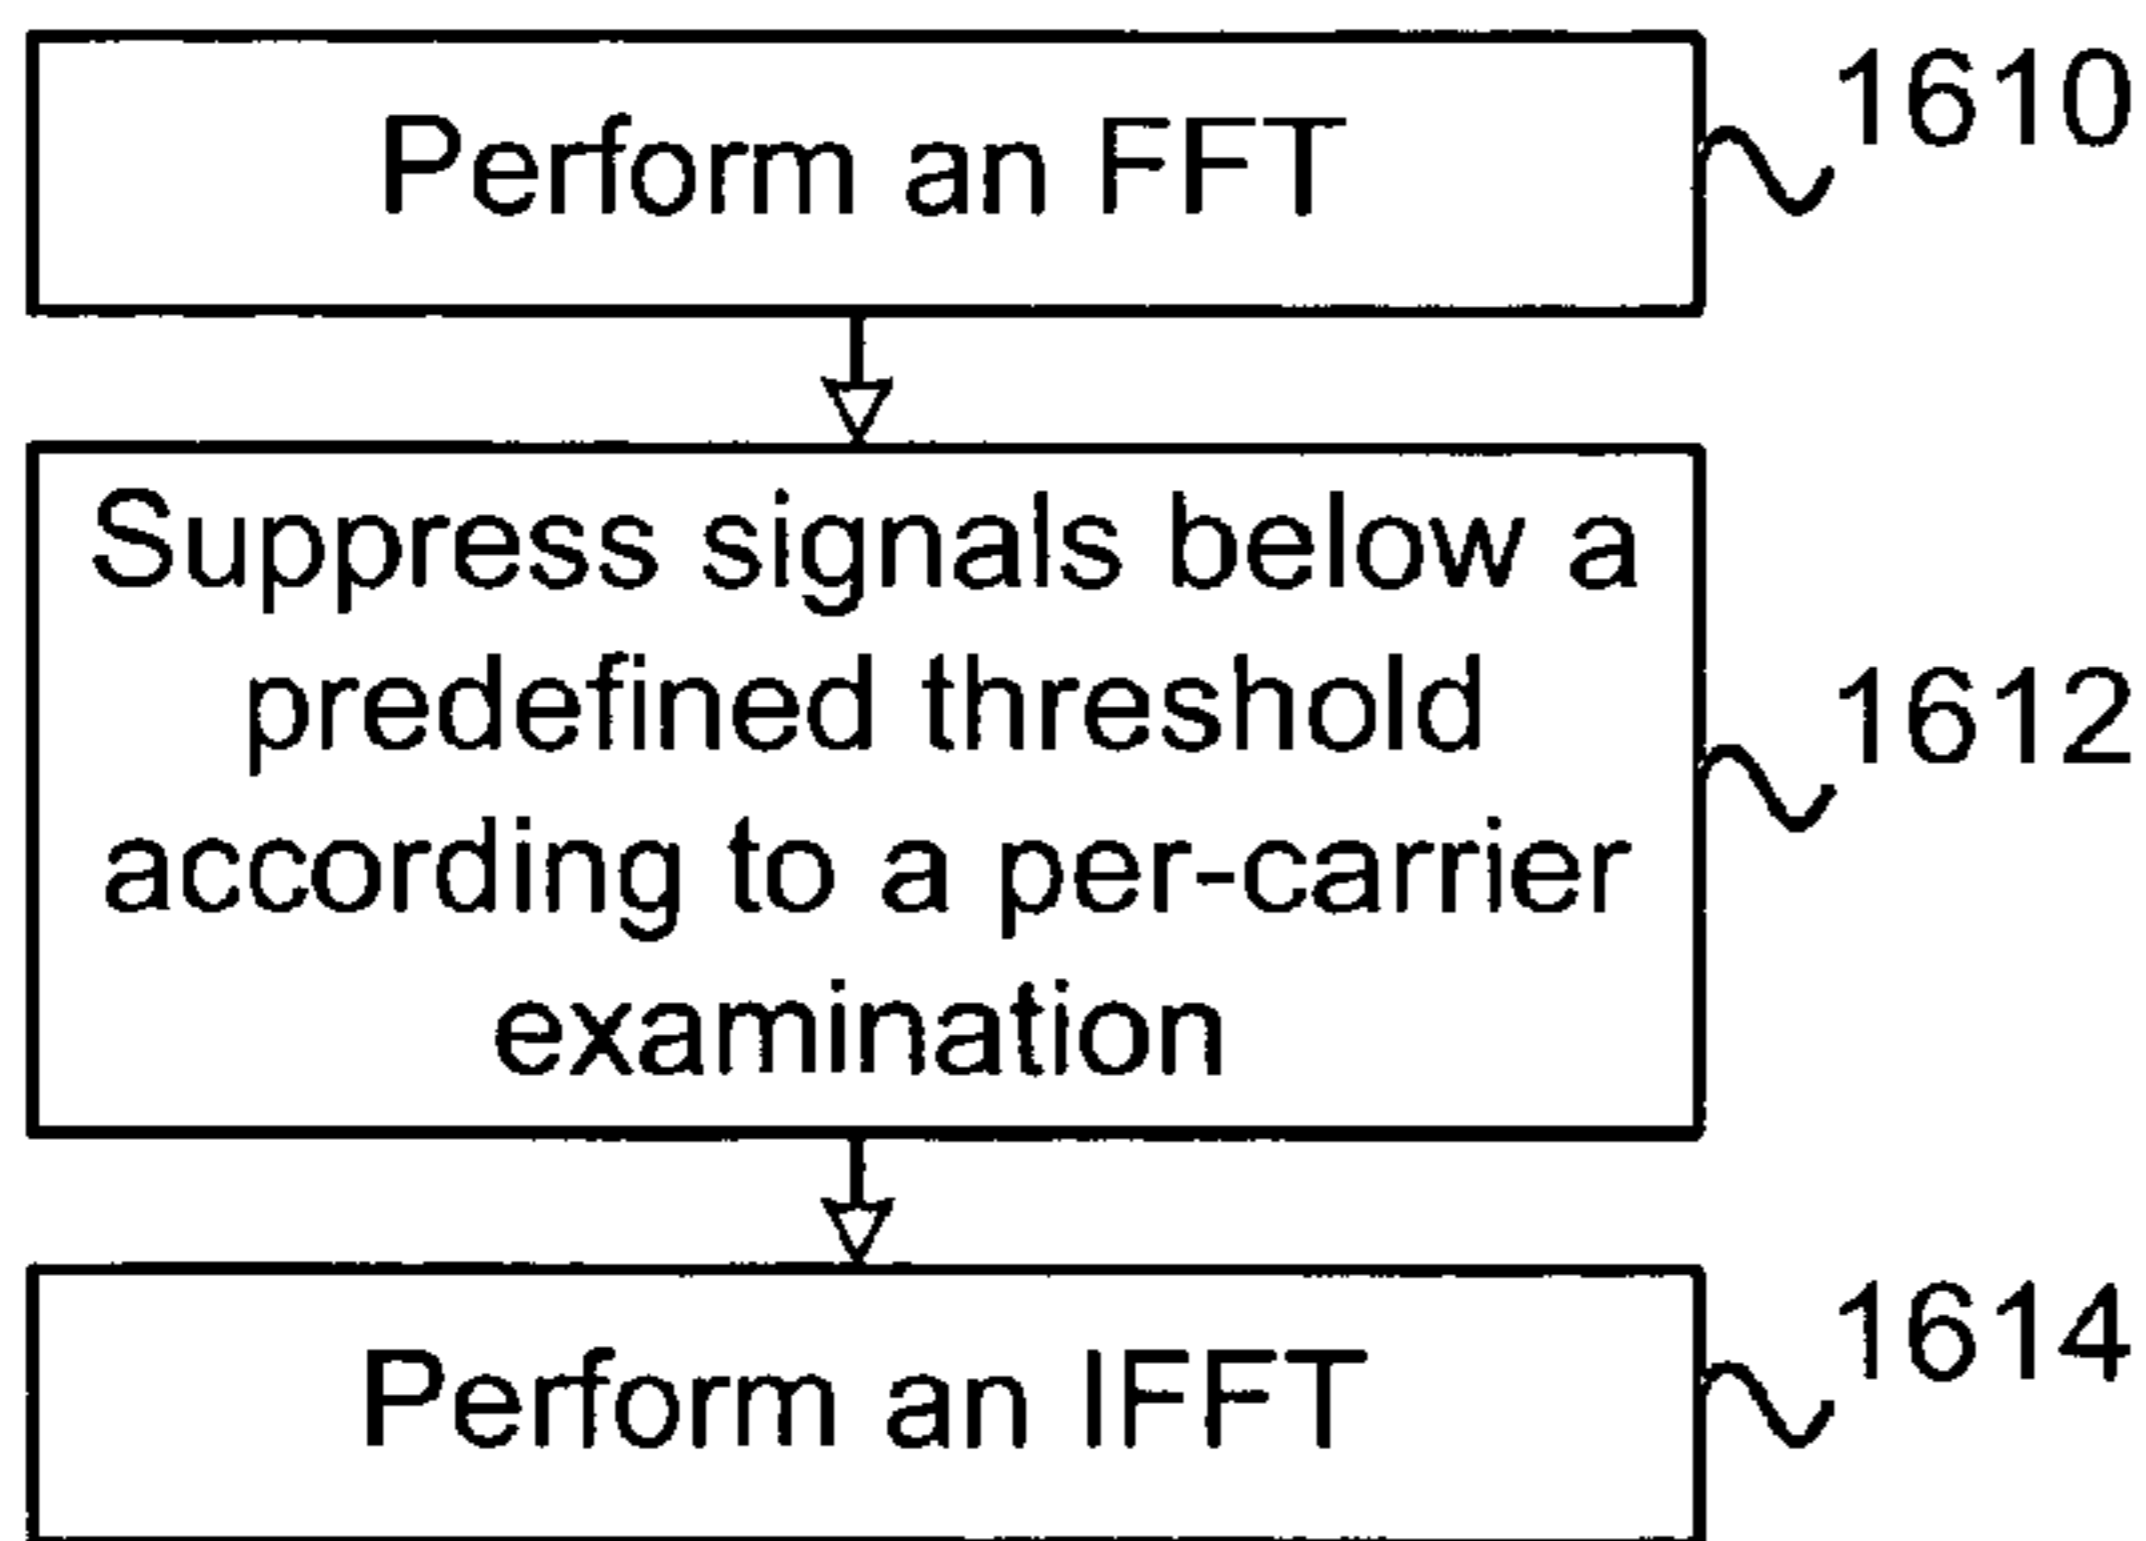 Perform an FFT
1610
Suppress signals below a
predefined threshold
according to a per-carrier
examination
1612
Perform an IFFT
1614